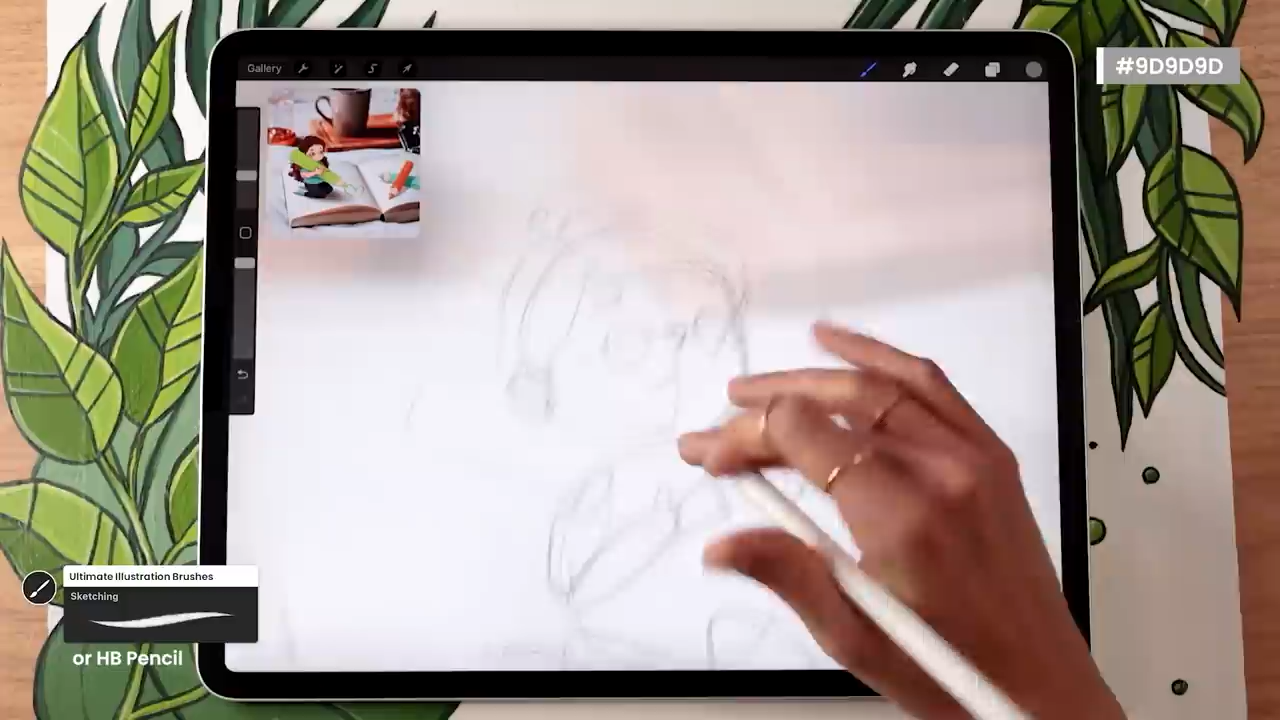 Gallery
#9D9D9D
Ultimate Illustration Brushes
Sketching
or HB Pencil